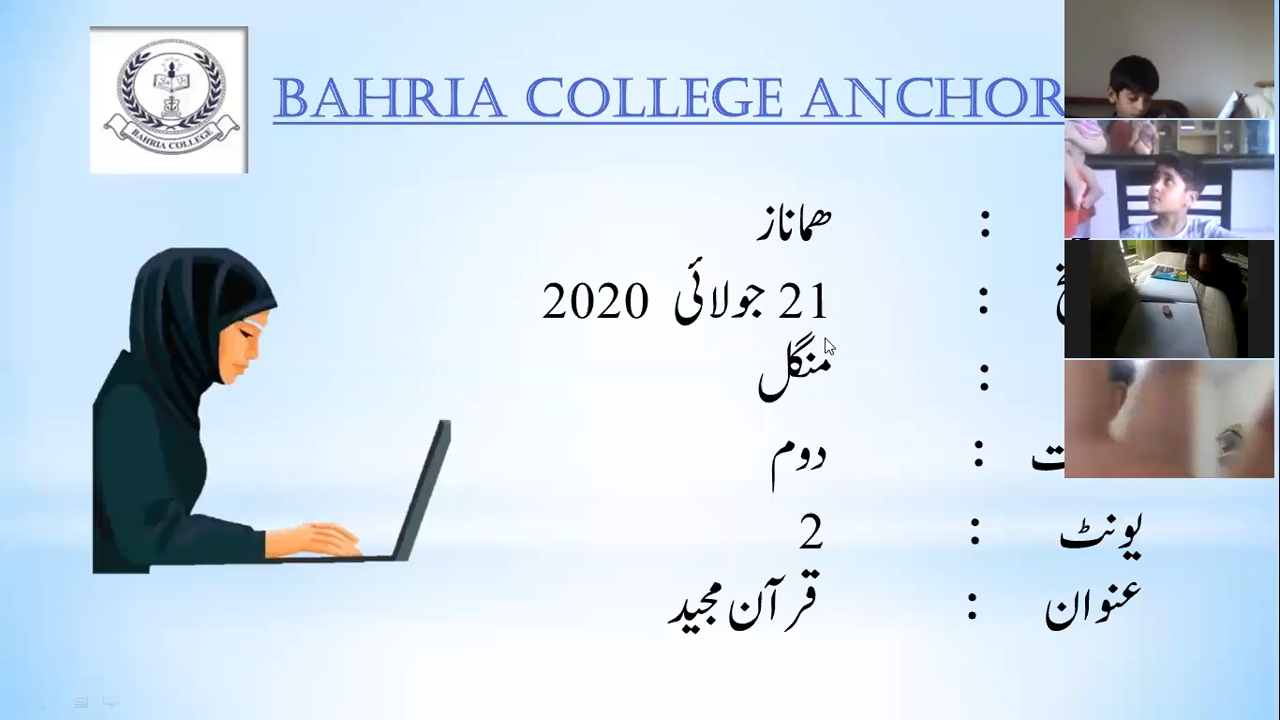 BAHRIA COLLEGE
BAHRIA COLLEGE ANCHOR
: ھماناز
: 21 جولائی 2020
: منگل
: دوم
یونٹ : 2
عنوان : قرآن مجید